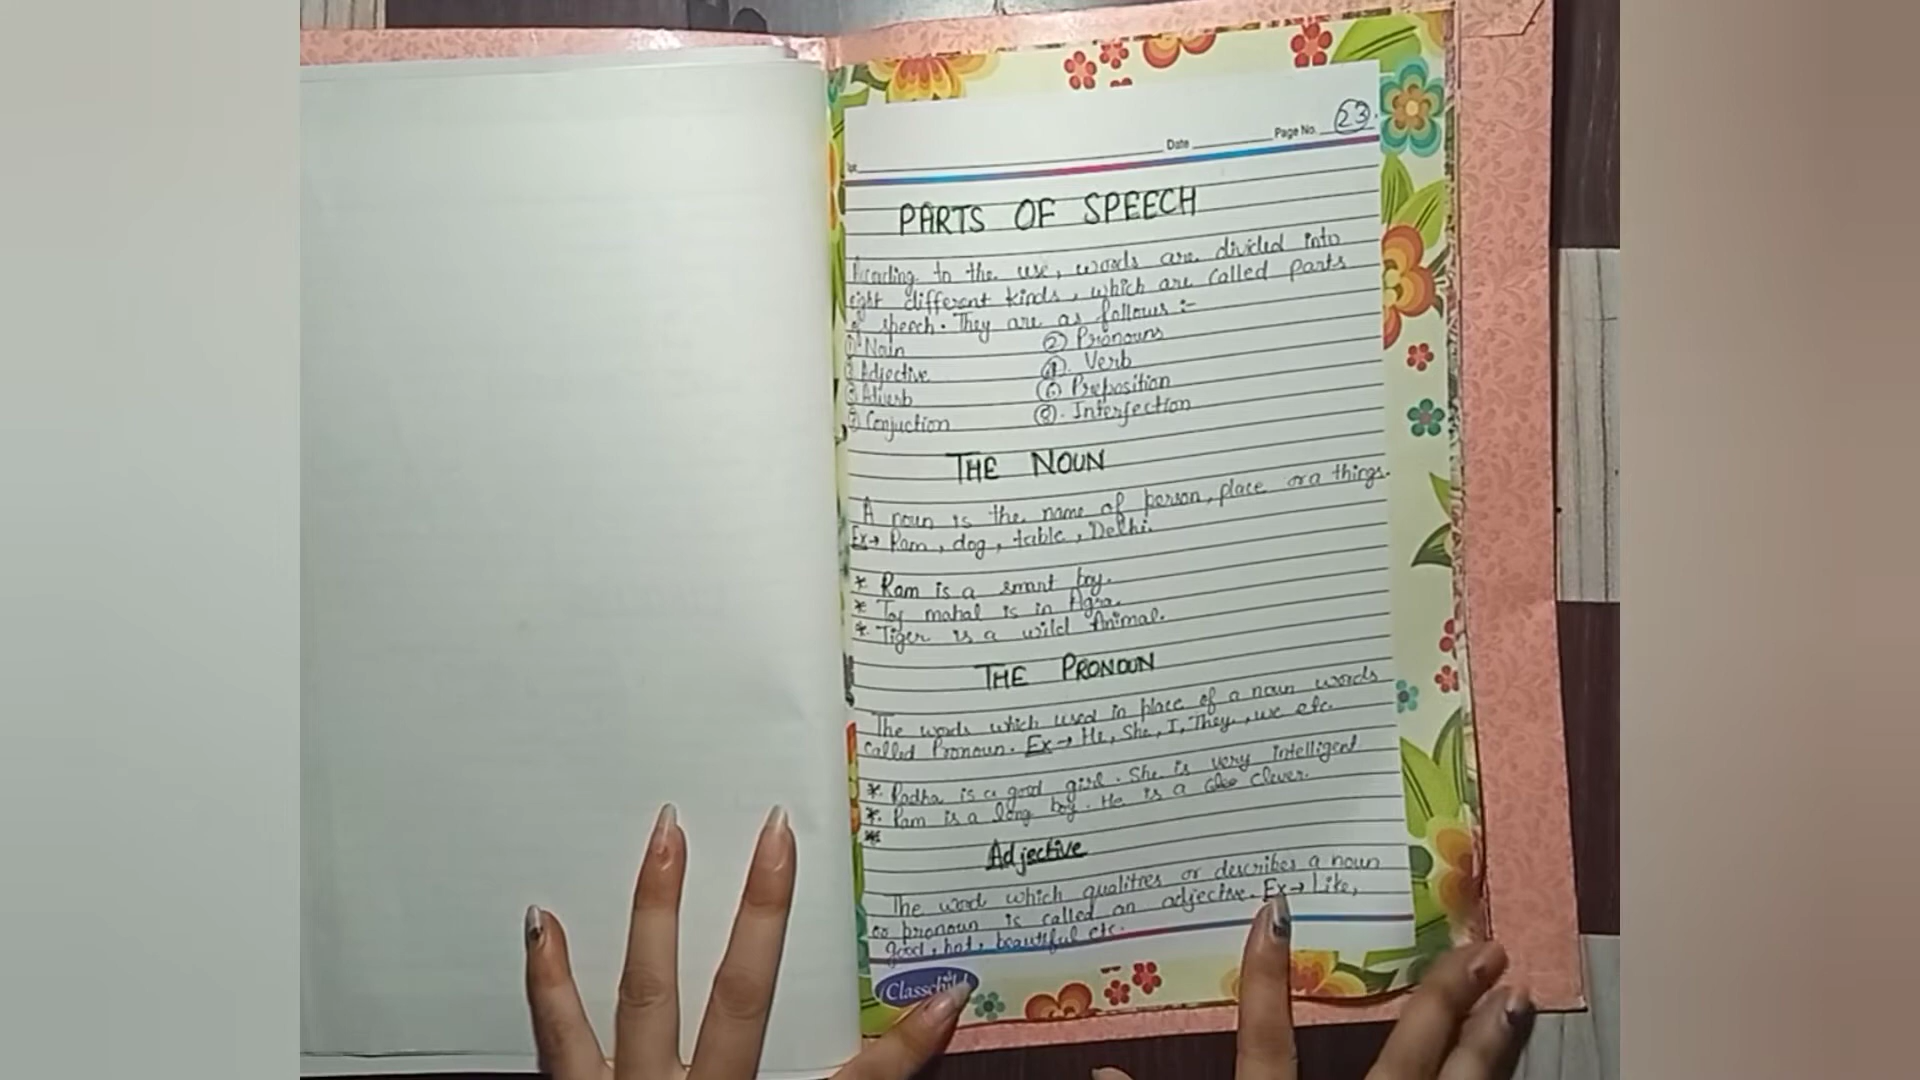 Date Page No. 23
PARTS OF SPEECH
According to the use, words are divided into
eight different kinds, which are called parts
of speech. They are as follows :-
① Noun ② Pronouns
③ Adjective ④. Verb
⑤ Adverb ⑥ Preposition
⑦ Conjuction ⑧. Interjection
THE NOUN
A noun is the name of person, place or a things.
Ex→ Ram, dog, table, Delhi.
* Ram is a smart boy.
* Taj mahal is in Agra.
* Tiger is a wild Animal.
THE PRONOUN
The words which used in place of a noun words
called Pronoun. Ex→ He, She, I, They, we etc.
* Radha is a good girl. She is very intelligent
* Ram is a long boy. He is a clever.
*
Adjective
The word which qualities or describes a noun
or pronoun is called an adjective. Ex→ Like,
good, hot, beautiful etc.
Classchild